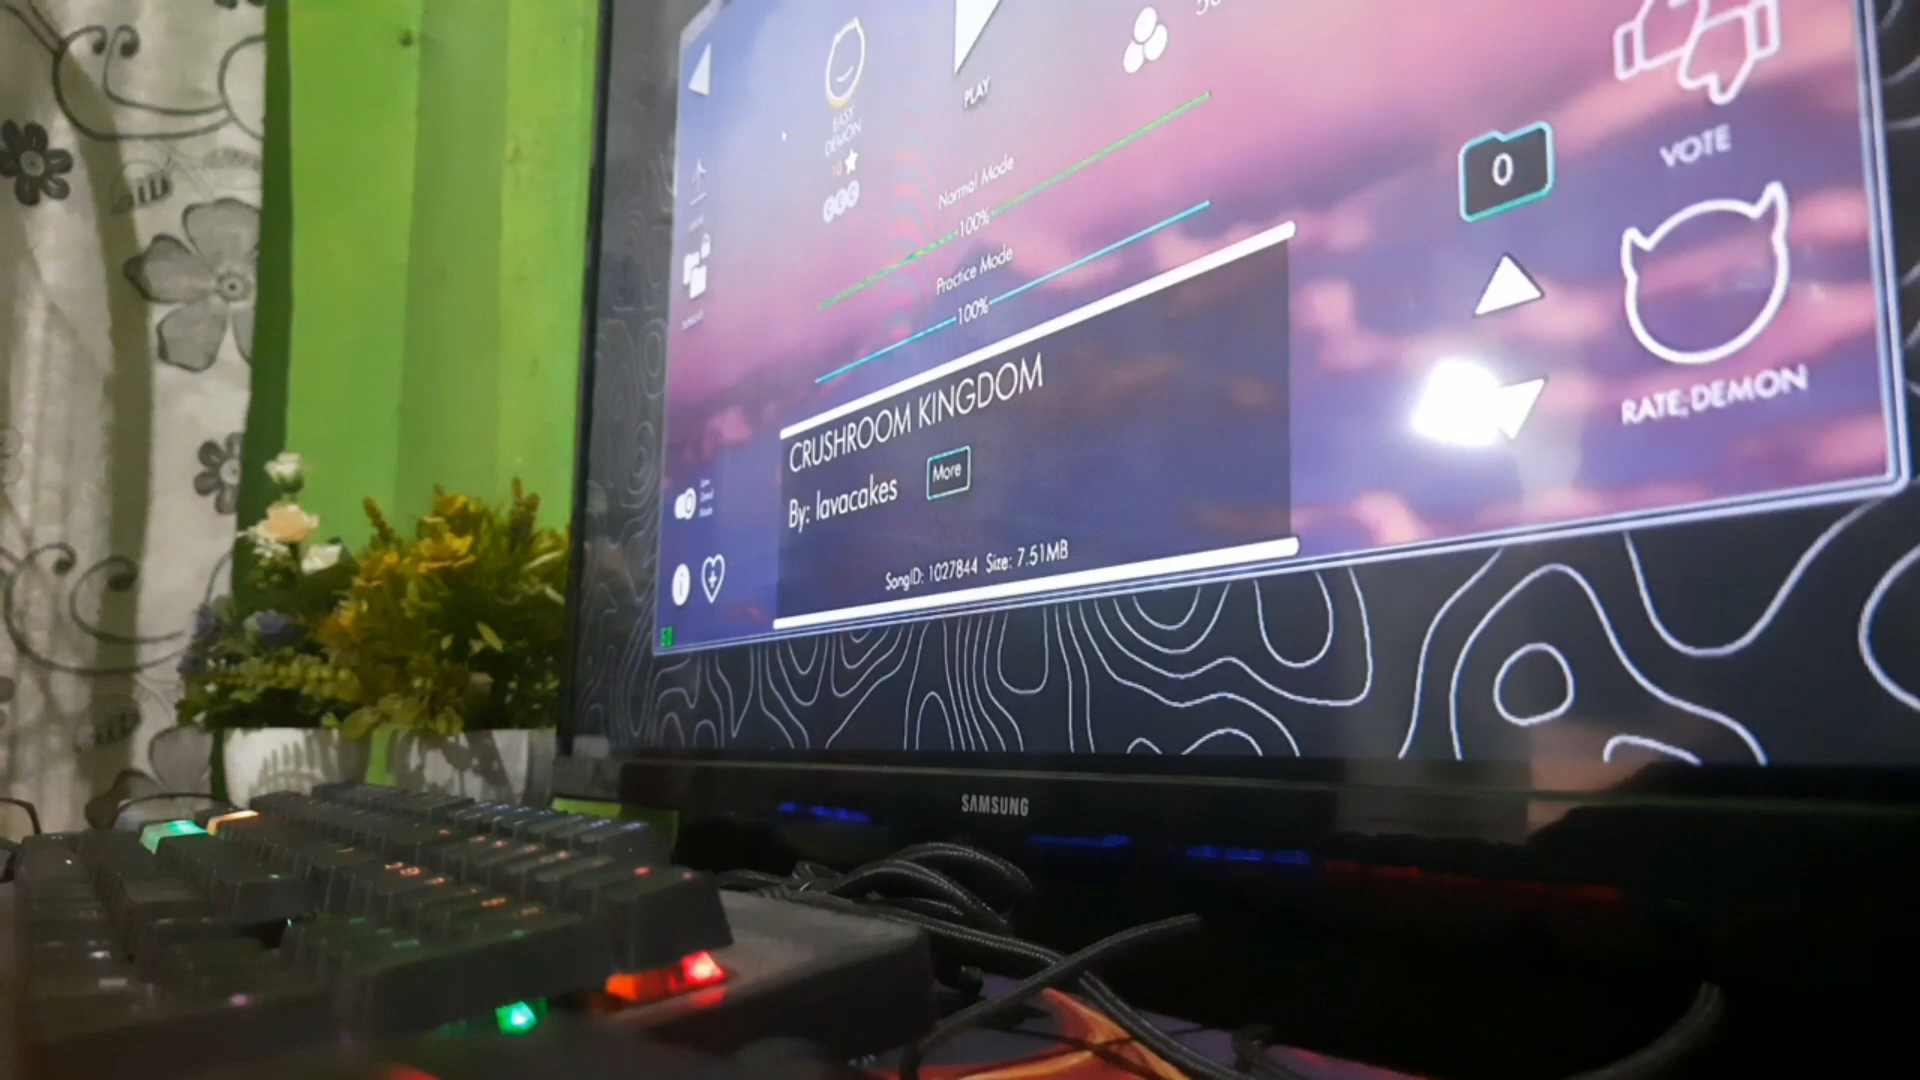 PLAY
EASY
DEMON
10
Normal Mode
100%
Practice Mode
100%
0
VOTE
RATE DEMON
CRUSHROOM KINGDOM
By: lavacakes
More
SongID: 1027844 Size: 7.51MB
SAMSUNG